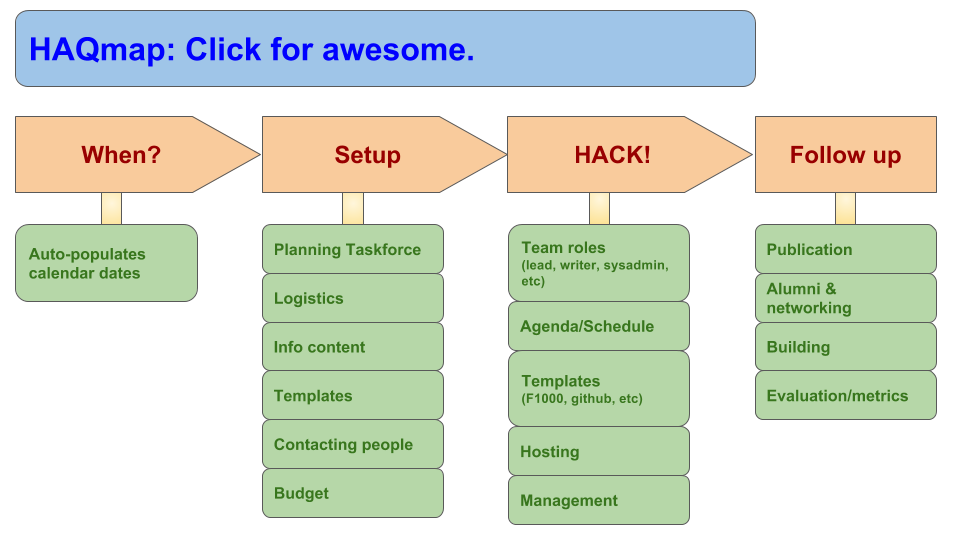 HAQmap: Click for awesome.
When?
Setup
HACK!
Follow up
Auto-populates
calendar dates
Planning Taskforce
Logistics
Info content
Templates
Contacting people
Budget
Team roles
(lead, writer, sysadmin,
etc)
Agenda/Schedule
Templates
(F1000, github, etc)
Hosting
Management
Publication
Alumni &
networking
Building
Evaluation/metrics